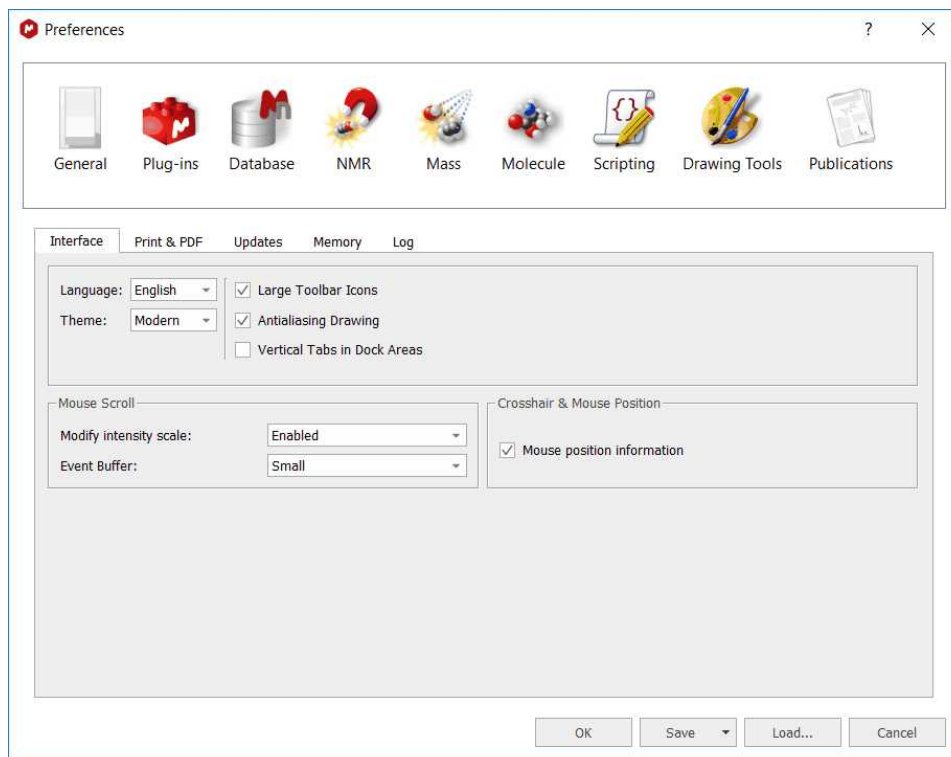 Preferences
General Plug-ins Database NMR Mass Molecule Scripting Drawing Tools Publications
Interface Print & PDF Updates Memory Log
Language: English Large Toolbar Icons
Theme: Modern Antialiasing Drawing
Vertical Tabs in Dock Areas
Mouse Scroll Crosshair & Mouse Position
Modify intensity scale: Enabled
Mouse position information
Event Buffer: Small
OK Save Load... Cancel